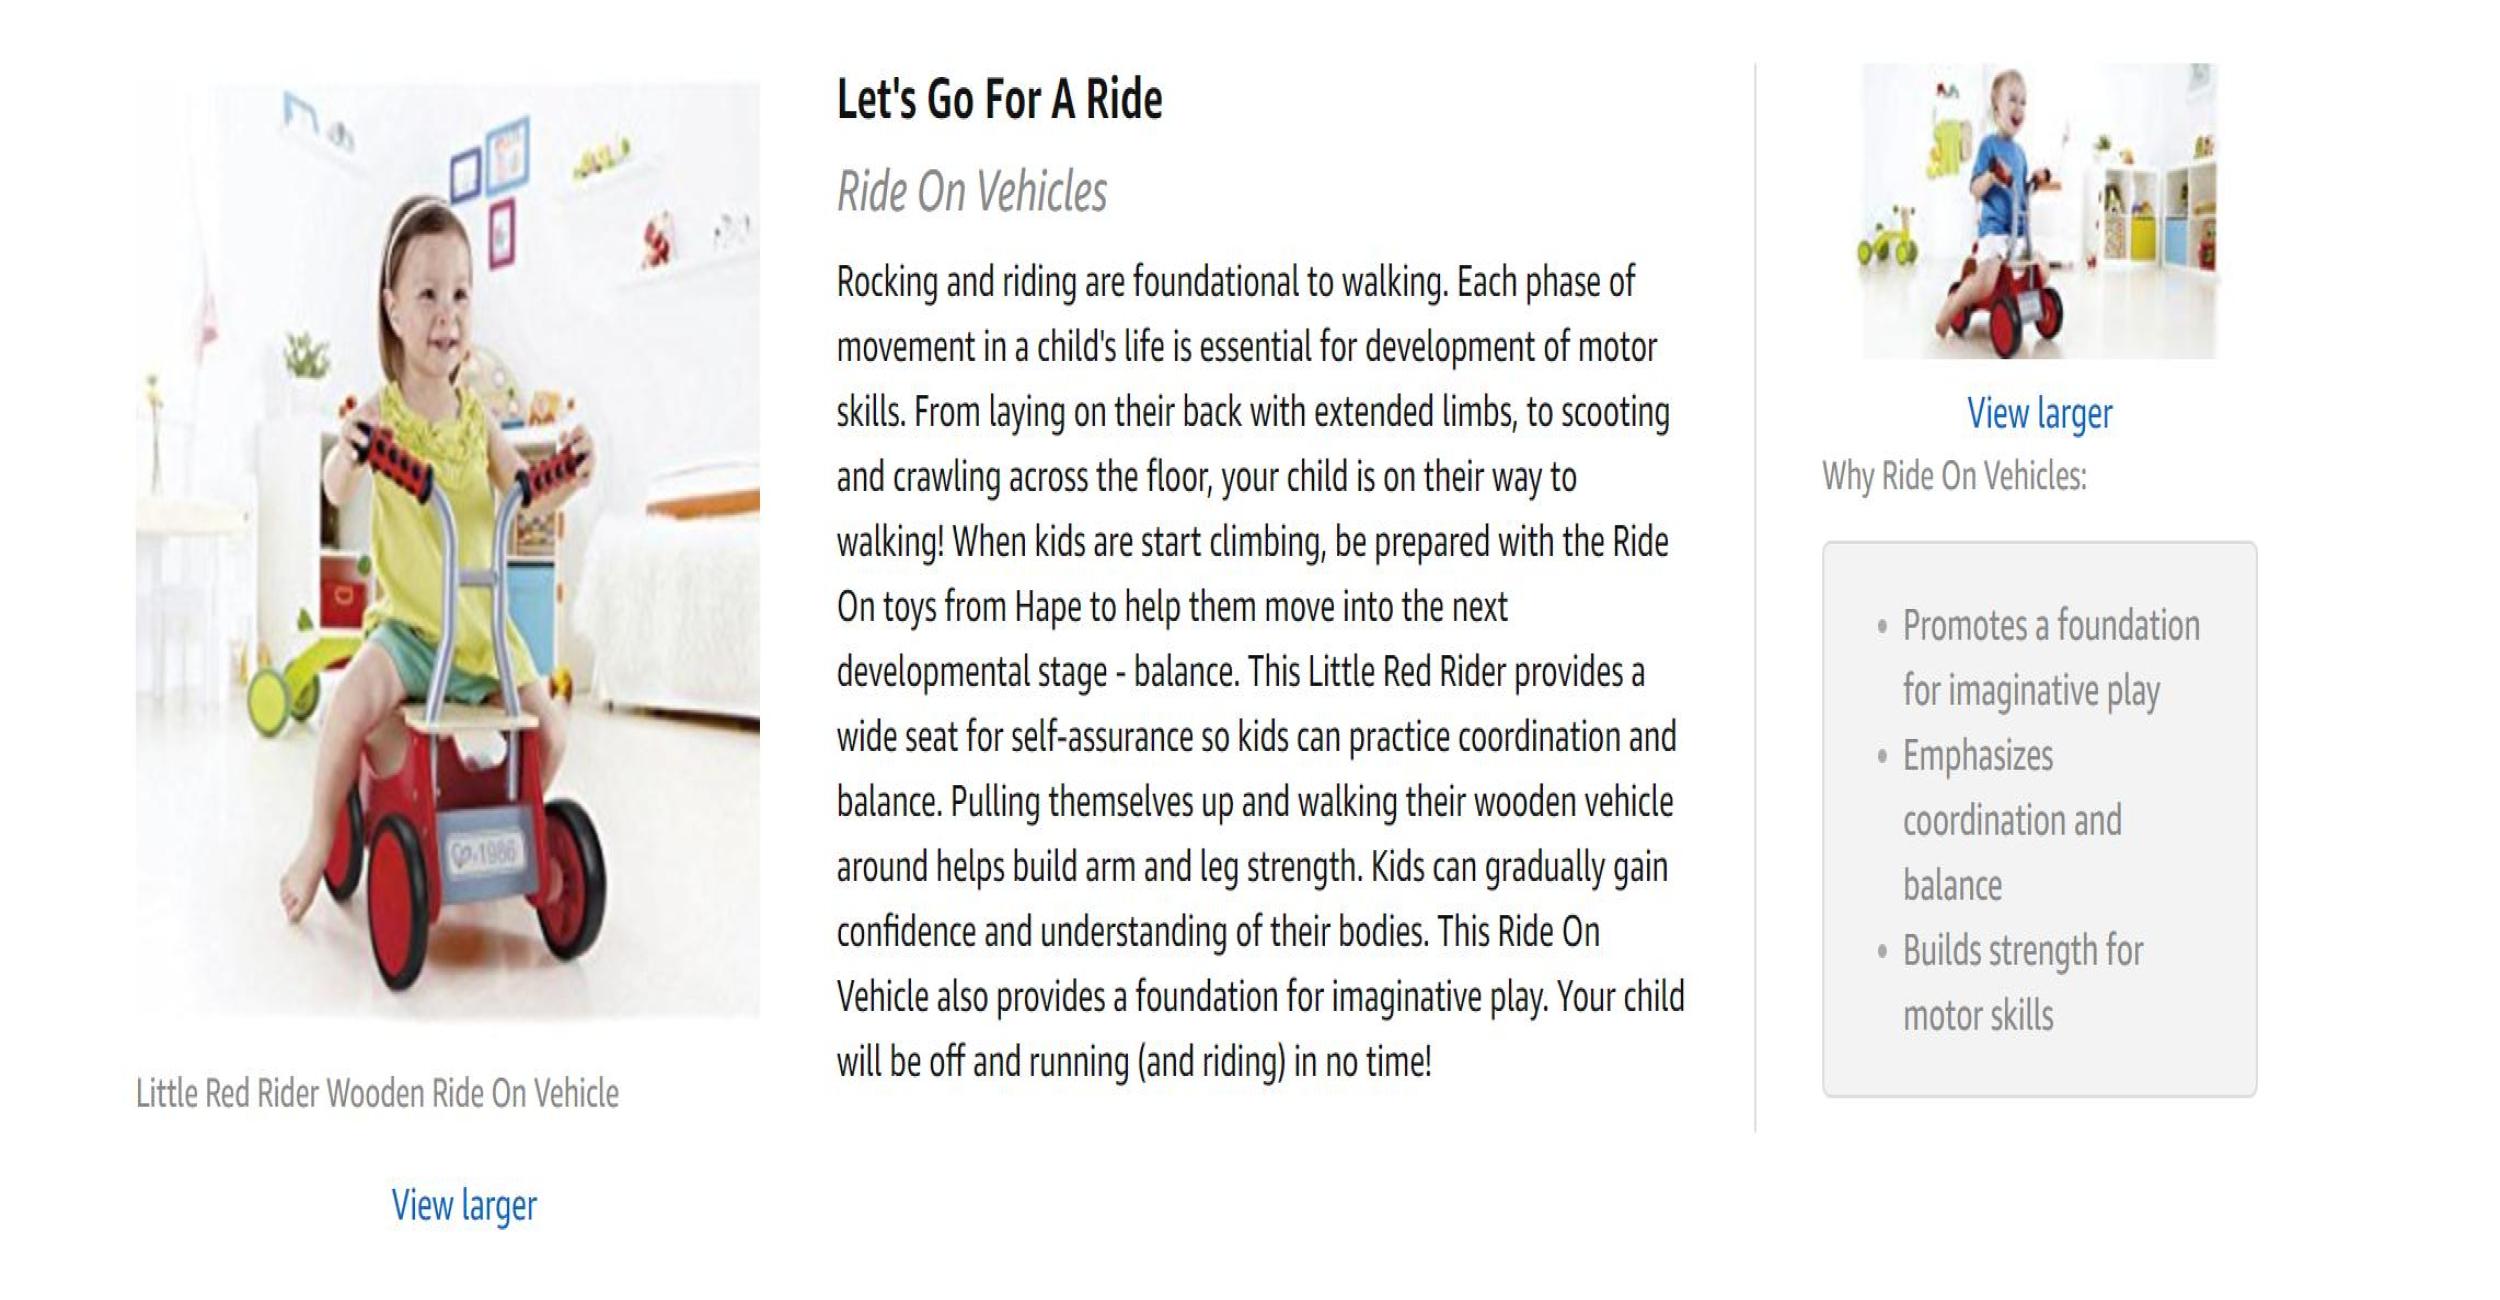 Let's Go For A Ride
Ride On Vehicles
Rocking and riding are foundational to walking. Each phase of
movement in a child's life is essential for development of motor
skills. From laying on their back with extended limbs, to scooting
and crawling across the floor, your child is on their way to
walking! When kids are start climbing, be prepared with the Ride
On toys from Hape to help them move into the next
developmental stage - balance. This Little Red Rider provides a
wide seat for self-assurance so kids can practice coordination and
balance. Pulling themselves up and walking their wooden vehicle
around helps build arm and leg strength. Kids can gradually gain
confidence and understanding of their bodies. This Ride On
Vehicle also provides a foundation for imaginative play. Your child
will be off and running (and riding) in no time!
1986
Little Red Rider Wooden Ride On Vehicle
View larger
View larger
Why Ride On Vehicles:
• Promotes a foundation
for imaginative play
• Emphasizes
coordination and
balance
• Builds strength for
motor skills